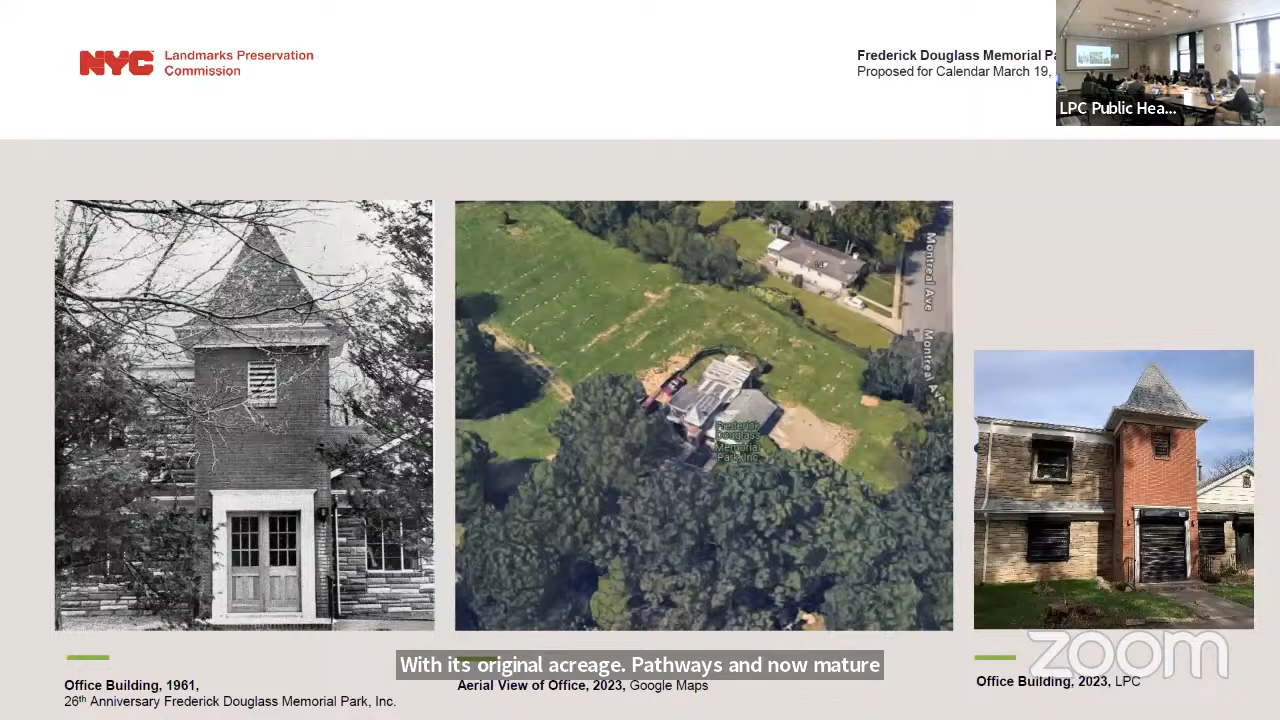 NYC Landmarks Preservation
Commission
Frederick Douglass Memorial Pa
Proposed for Calendar March 19,
LPC Public Hea...
Montreal Ave
Montreal Ave
Frederick
Douglass
Memorial
Park Inc.
With its original acreage. Pathways and now mature
Office Building, 1961,
26th Anniversary Frederick Douglass Memorial Park, Inc.
Aerial View of Office, 2023, Google Maps
Office Building, 2023, LPC
zoom